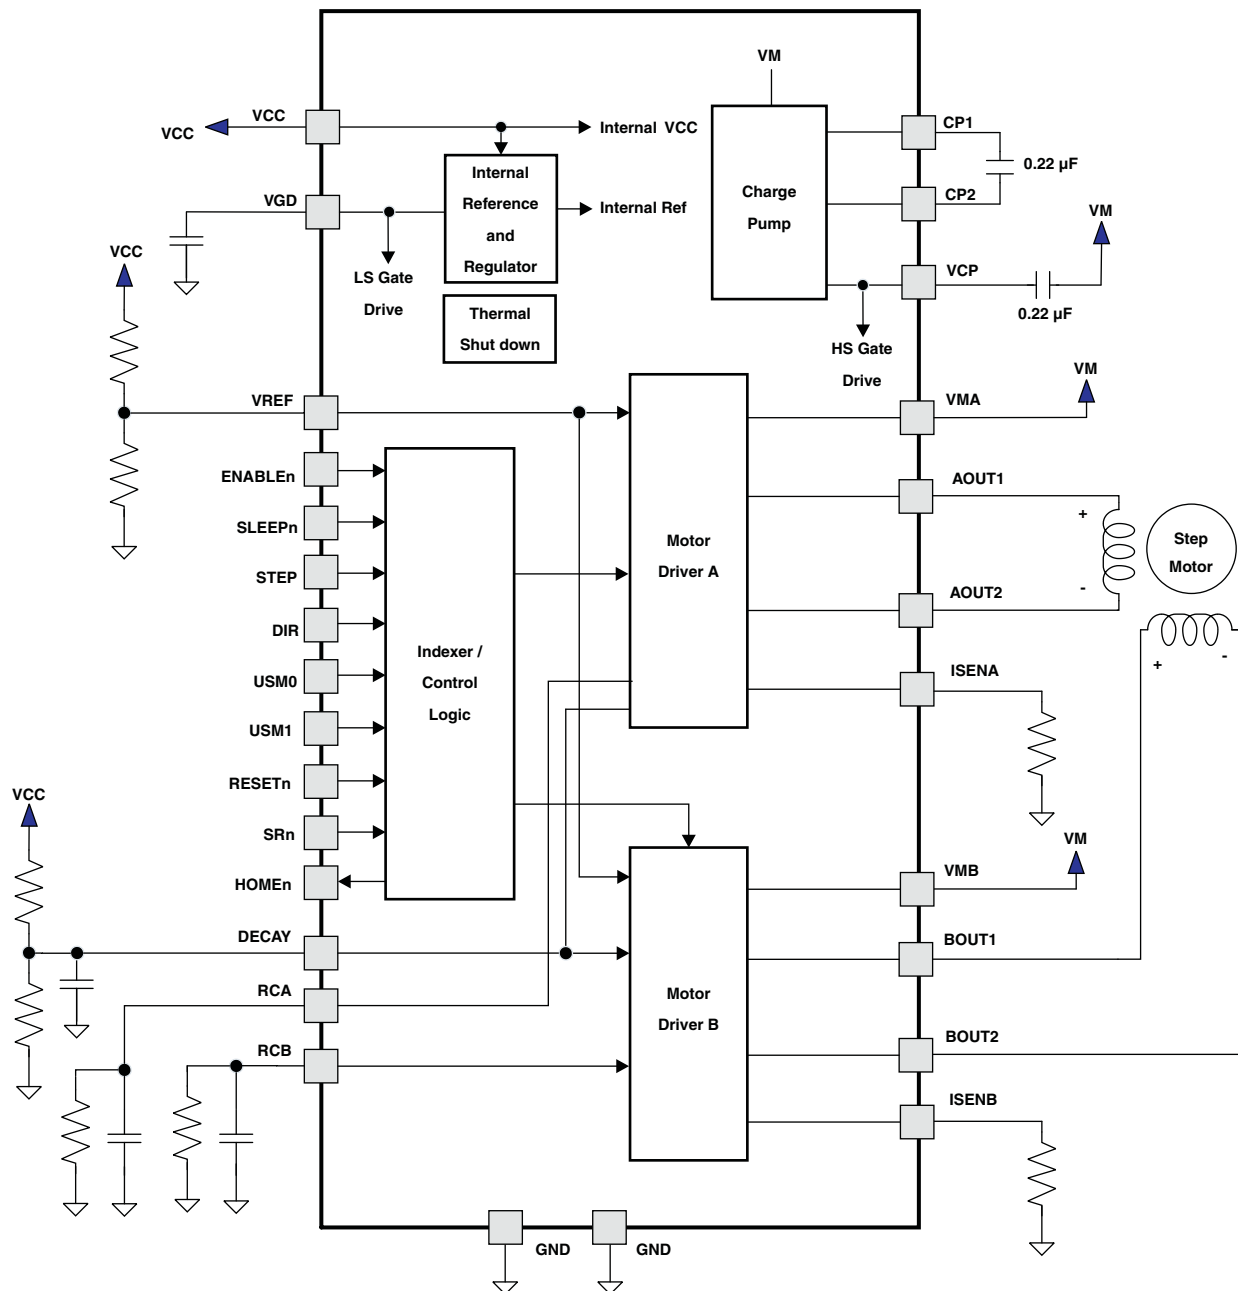 VM
VCC
VCC
Internal VCC
CP1
0.22 µF
Internal
Reference
and
Regulator
VGD
Internal Ref
Charge
Pump
CP2
VM
VCC
LS Gate
Drive
VCP
0.22 µF
Thermal
Shut down
HS Gate
Drive
VM
VREF
VMA
ENABLEn
AOUT1
SLEEPn
+
Step
Motor
Motor
Driver A
STEP
-
AOUT2
DIR
Indexer /
Control
Logic
+
-
USM0
ISENA
USM1
RESETn
VCC
SRn
VM
HOMEn
VMB
DECAY
BOUT1
RCA
Motor
Driver B
RCB
BOUT2
ISENB
GND
GND